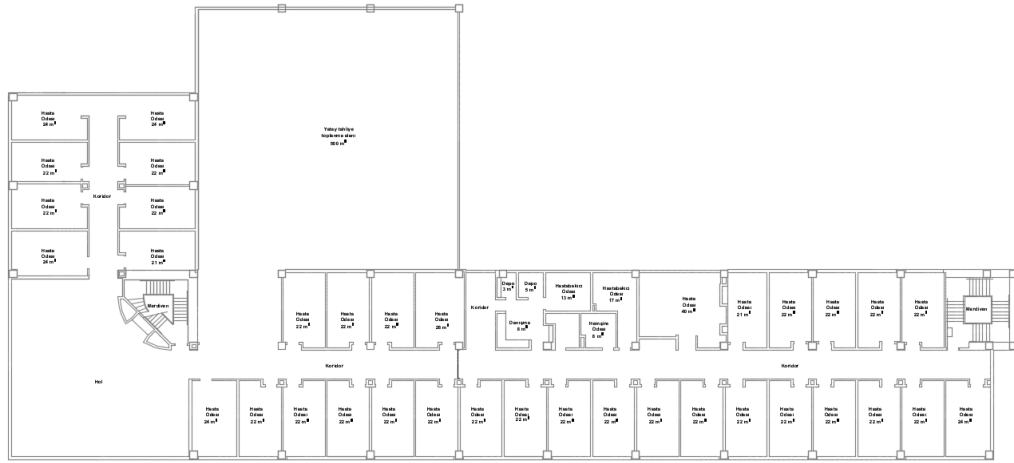 Hasta
Odası
24 m²
Hasta
Odası
24 m²
Hasta
Odası
22 m²
Hasta
Odası
22 m²
Koridor
Hasta
Odası
22 m²
Hasta
Odası
22 m²
Hasta
Odası
24 m²
Hasta
Odası
21 m²
Yatay tahliye
toplanma alanı
500 m²
Merdiven
Hol
Hasta
Odası
22 m²
Hasta
Odası
22 m²
Hasta
Odası
22 m²
Hasta
Odası
26 m²
Koridor
Depo
3 m²
Depo
5 m²
Hastabakıcı
Odası
13 m²
Hastabakıcı
Odası
17 m²
Danışma
8 m²
Hemşire
Odası
8 m²
Hasta
Odası
40 m²
Hasta
Odası
21 m²
Hasta
Odası
22 m²
Hasta
Odası
22 m²
Hasta
Odası
22 m²
Hasta
Odası
22 m²
Merdiven
Koridor
Koridor
Hasta
Odası
24 m²
Hasta
Odası
22 m²
Hasta
Odası
22 m²
Hasta
Odası
22 m²
Hasta
Odası
22 m²
Hasta
Odası
22 m²
Hasta
Odası
22 m²
Hasta
Odası
22 m²
Hasta
Odası
22 m²
Hasta
Odası
22 m²
Hasta
Odası
22 m²
Hasta
Odası
22 m²
Hasta
Odası
22 m²
Hasta
Odası
22 m²
Hasta
Odası
22 m²
Hasta
Odası
22 m²
Hasta
Odası
22 m²
Hasta
Odası
24 m²